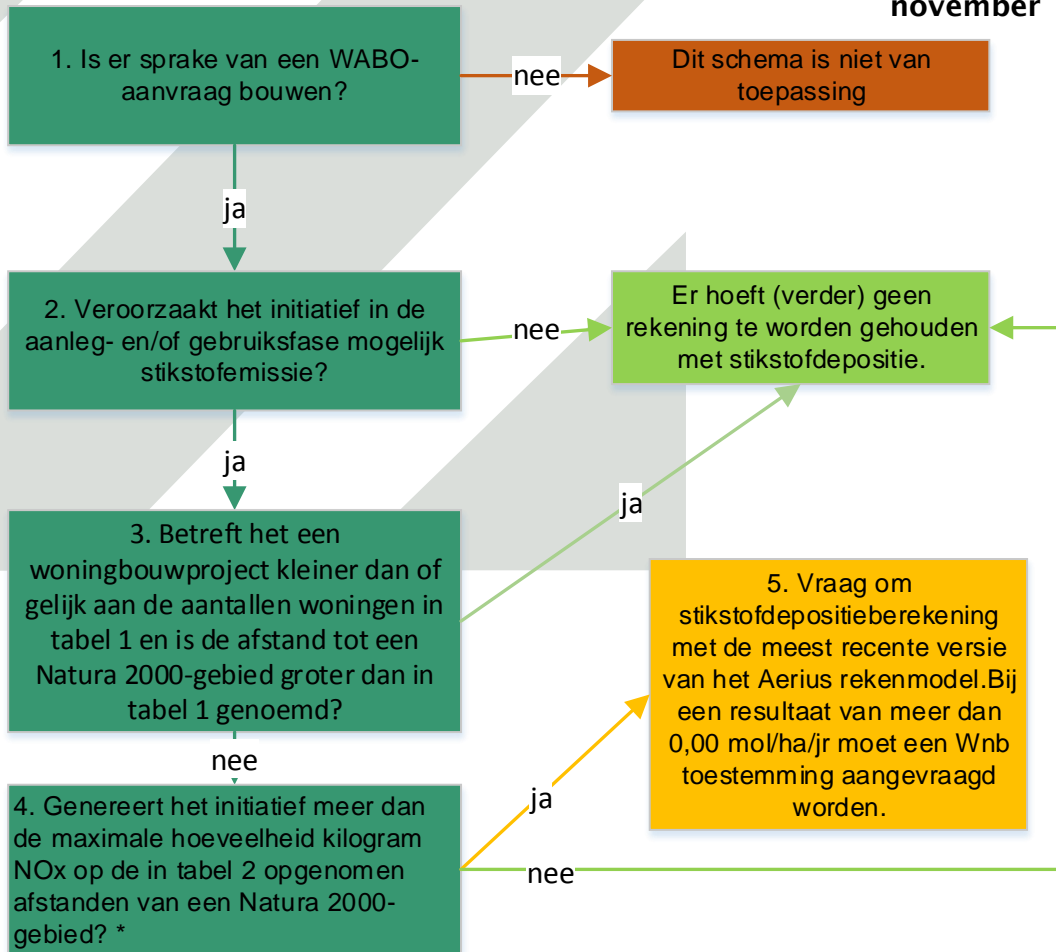 november
1. Is er sprake van een WABO-
aanvraag bouwen?
nee
Dit schema is niet van
toepassing
ja
2. Veroorzaakt het initiatief in de
aanleg- en/of gebruiksfase mogelijk
stikstofemissie?
nee
Er hoeft (verder) geen
rekening te worden gehouden
met stikstofdepositie.
ja
ja
3. Betreft het een
woningbouwproject kleiner dan of
gelijk aan de aantallen woningen in
tabel 1 en is de afstand tot een
Natura 2000-gebied groter dan in
tabel 1 genoemd?
nee
5. Vraag om
stikstofdepositieberekening
met de meest recente versie
van het Aerius rekenmodel.Bij
een resultaat van meer dan
0,00 mol/ha/jr moet een Wnb
toestemming aangevraagd
worden.
ja
4. Genereert het initiatief meer dan
de maximale hoeveelheid kilogram
NOx op de in tabel 2 opgenomen
afstanden van een Natura 2000-
gebied? *
nee